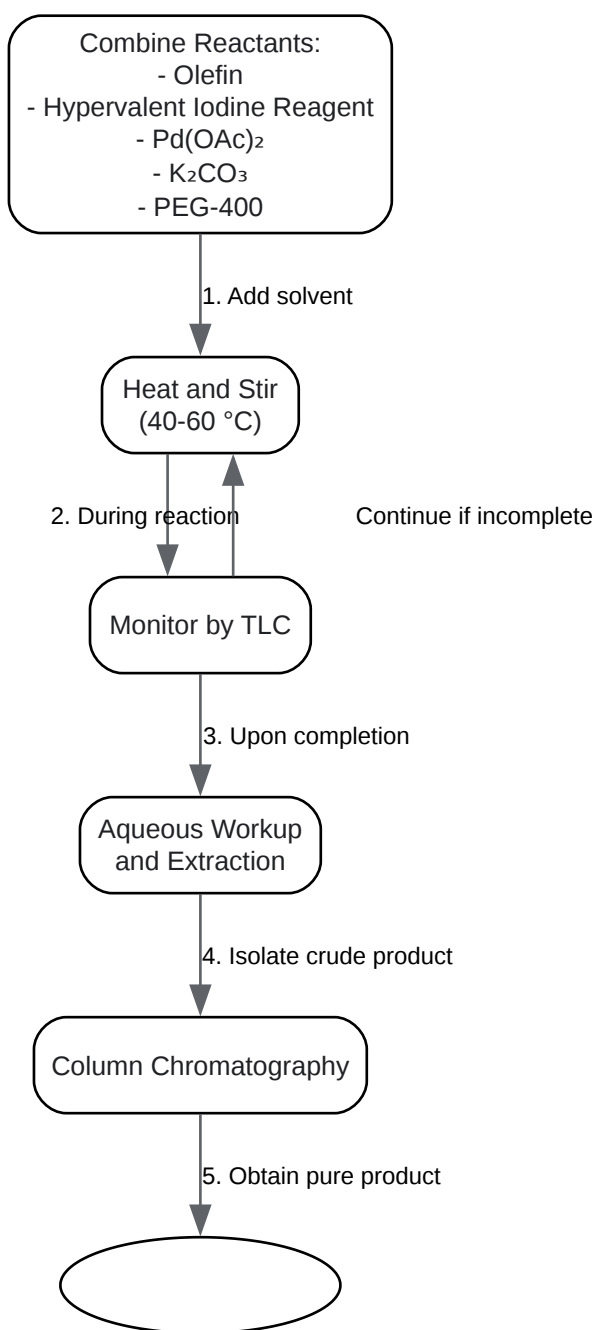 Combine Reactants:
- Olefin
- Hypervalent Iodine Reagent
- Pd(OAc)₂
- K₂CO₃
- PEG-400
1. Add solvent
Heat and Stir
(40-60 °C)
2. During reaction
Continue if incomplete
Monitor by TLC
3. Upon completion
Aqueous Workup
and Extraction
4. Isolate crude product
Column Chromatography
5. Obtain pure product